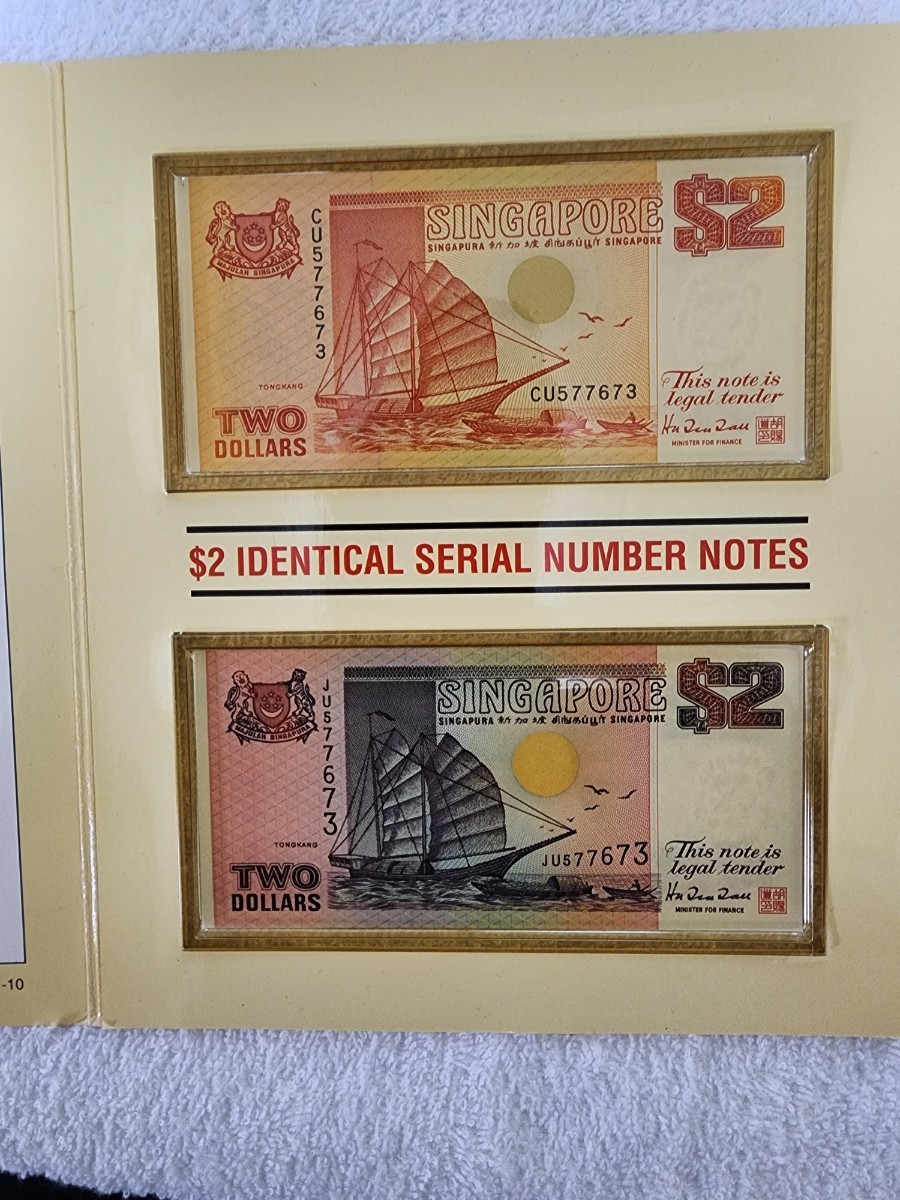 MAJULAH SINGAPURA
CU577673
SINGAPORE
SINGAPURA 新加坡 சிங்கப்பூர் SINGAPORE
$2
TONGKANG
CU577673
This note is
legal tender
TWO
DOLLARS
MINISTER FOR FINANCE
$2 IDENTICAL SERIAL NUMBER NOTES
MAJULAH SINGAPURA
JU577673
SINGAPORE
SINGAPURA 新加坡 சிங்கப்பூர் SINGAPORE
$2
TONGKANG
JU577673
This note is
legal tender
TWO
DOLLARS
MINISTER FOR FINANCE
-10